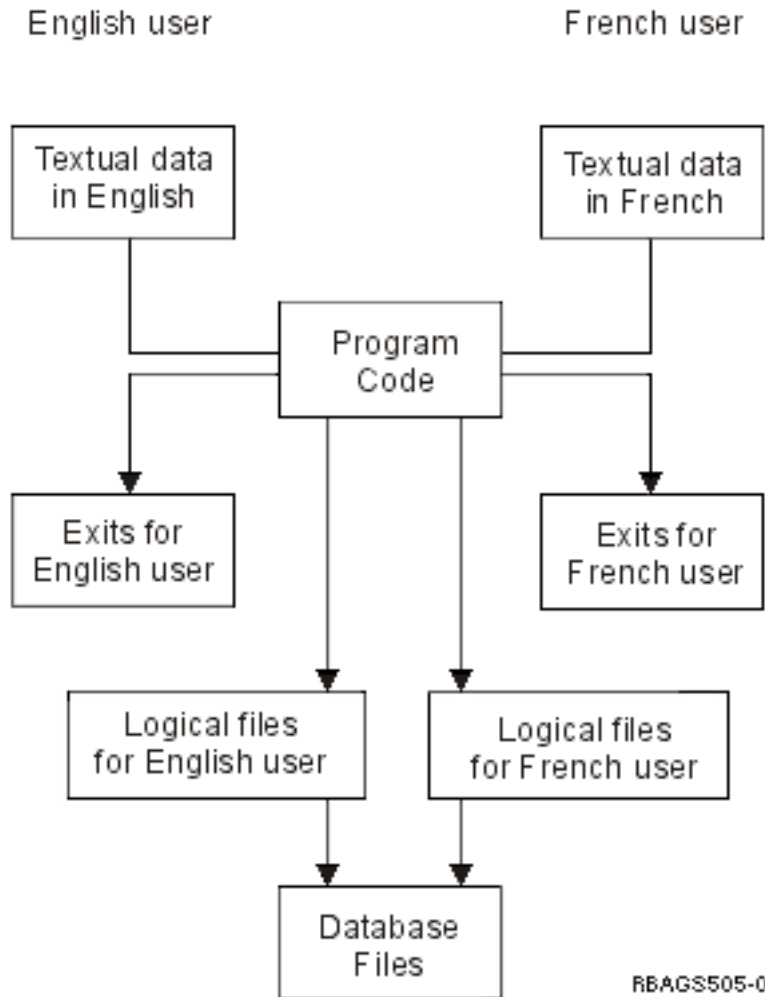 English user
French user
Textual data
in English
Textual data
in French
Program
Code
Exits for
English user
Exits for
French user
Logical files
for English user
Logical files
for French user
Database
Files
RBAGS505-0